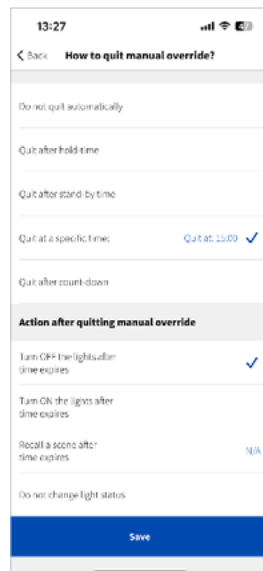 13:27
Back How to quit manual override?
Do not quit automatically
Quit after hold-time
Quit after stand-by time
Quit at a specific time: Quit at: 15:00
Quit after count-down
Action after quitting manual override
Turn OFF the lights after
time expires
Turn ON the lights after
time expires
Recall a scene after
time expires N/A
Do not change light status
Save